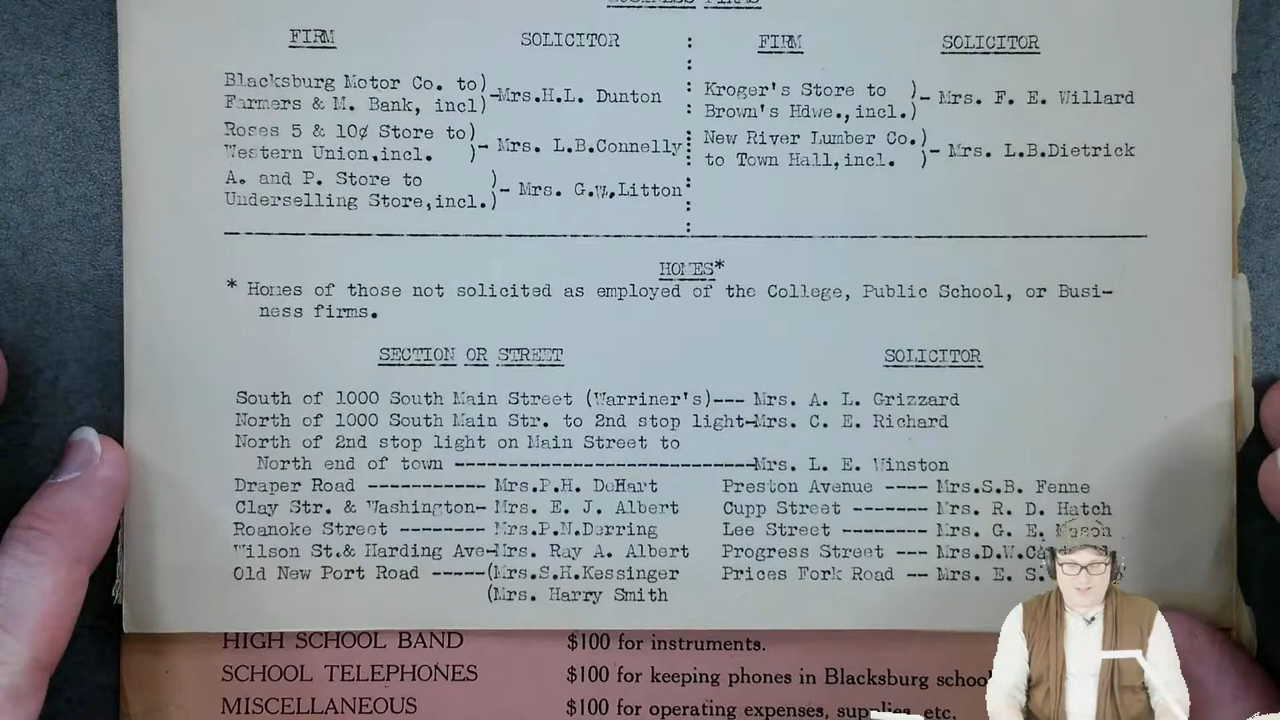 BUSINESS FIRMS
FIRM SOLICITOR : FIRM SOLICITOR
Blacksburg Motor Co. to)
Farmers & M. Bank, incl)-Mrs.H.L. Dunton
Roses 5 & 10¢ Store to)
Western Union,incl. )- Mrs. L.B.Connelly
A. and P. Store to )
Underselling Store,incl.)- Mrs. G.W.Litton
Kroger's Store to )
Brown's Hdwe.,incl.)- Mrs. F. E. Willard
New River Lumber Co.)
to Town Hall,incl. )- Mrs. L.B.Dietrick
HOMES*
* Homes of those not solicited as employed of the College, Public School, or Busi-
ness firms.
SECTION OR STREET SOLICITOR
South of 1000 South Main Street (Warriner's)--- Mrs. A. L. Grizzard
North of 1000 South Main Str. to 2nd stop light-Mrs. C. E. Richard
North of 2nd stop light on Main Street to
North end of town ----------------------------Mrs. L. E. Winston
Draper Road ----------- Mrs.P.H. DeHart Preston Avenue ---- Mrs.S.B. Fenne
Clay Str. & Washington- Mrs. E. J. Albert Cupp Street ------- Mrs. R. D. Hatch
Roanoke Street -------- Mrs.P.N.Derring Lee Street -------- Mrs. G. E. Mason
Wilson St.& Harding Ave-Mrs. Ray A. Albert Progress Street --- Mrs.D.W.
Old New Port Road -----(Mrs.S.H.Kessinger Prices Fork Road -- Mrs. E. S.
(Mrs. Harry Smith
HIGH SCHOOL BAND $100 for instruments.
SCHOOL TELEPHONES $100 for keeping phones in Blacksburg
MISCELLANEOUS $100 for operating expenses, supplies, etc.